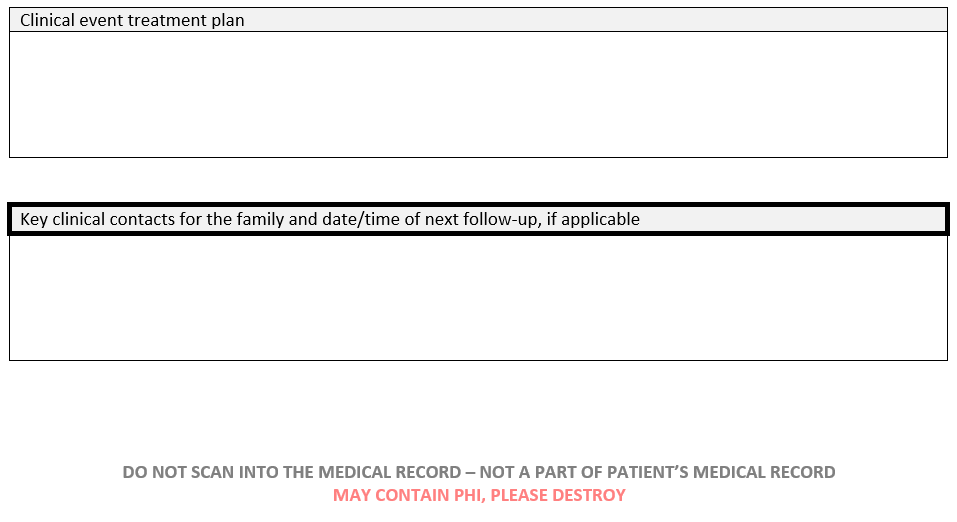 Clinical event treatment plan
Key clinical contacts for the family and date/time of next follow-up, if applicable
DO NOT SCAN INTO THE MEDICAL RECORD – NOT A PART OF PATIENT’S MEDICAL RECORD
MAY CONTAIN PHI, PLEASE DESTROY